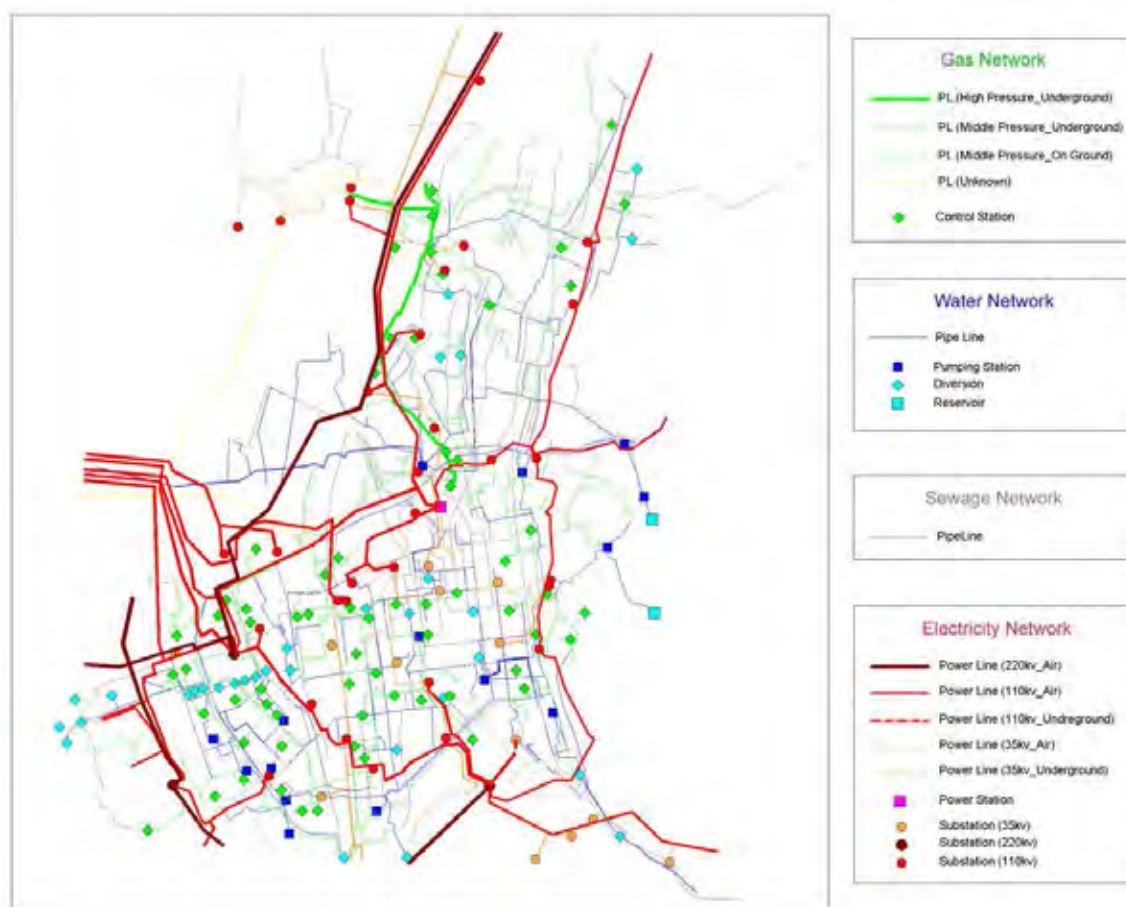 Gas Network
PL (High Pressure_Underground)
PL (Middle Pressure_Underground)
PL (Middle Pressure_On Ground)
PL (Unknown)
Control Station
Water Network
Pipe Line
Pumping Station
Diversion
Reservoir
Sewage Network
PipeLine
Electricity Network
Power Line (220kv_Air)
Power Line (110kv_Air)
Power Line (110kv_Undreground)
Power Line (35kv_Air)
Power Line (35kv_Underground)
Power Station
Substation (35kv)
Substation (220kv)
Substation (110kv)